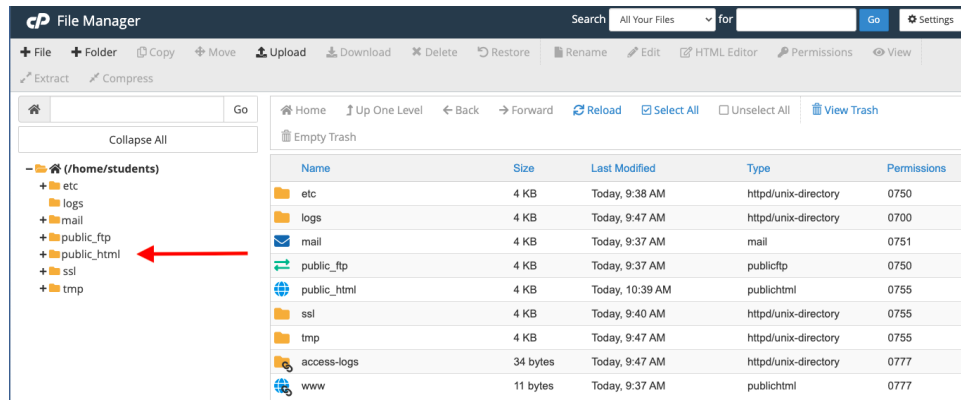 cP File Manager Search All Your Files for Go Settings
File Folder Copy Move Upload Download Delete Restore Rename Edit HTML Editor Permissions View
Extract Compress
Go Home Up One Level Back Forward Reload Select All Unselect All View Trash
Collapse All Empty Trash
(/home/students)
etc
logs
mail
public_ftp
public_html
ssl
tmp
Name Size Last Modified Type Permissions
etc 4 KB Today, 9:38 AM httpd/unix-directory 0750
logs 4 KB Today, 9:47 AM httpd/unix-directory 0700
mail 4 KB Today, 9:37 AM mail 0751
public_ftp 4 KB Today, 9:37 AM publicftp 0750
public_html 4 KB Today, 10:39 AM publichtml 0755
ssl 4 KB Today, 9:40 AM httpd/unix-directory 0755
tmp 4 KB Today, 9:47 AM httpd/unix-directory 0755
access-logs 34 bytes Today, 9:47 AM httpd/unix-directory 0777
www 11 bytes Today, 9:37 AM publichtml 0777